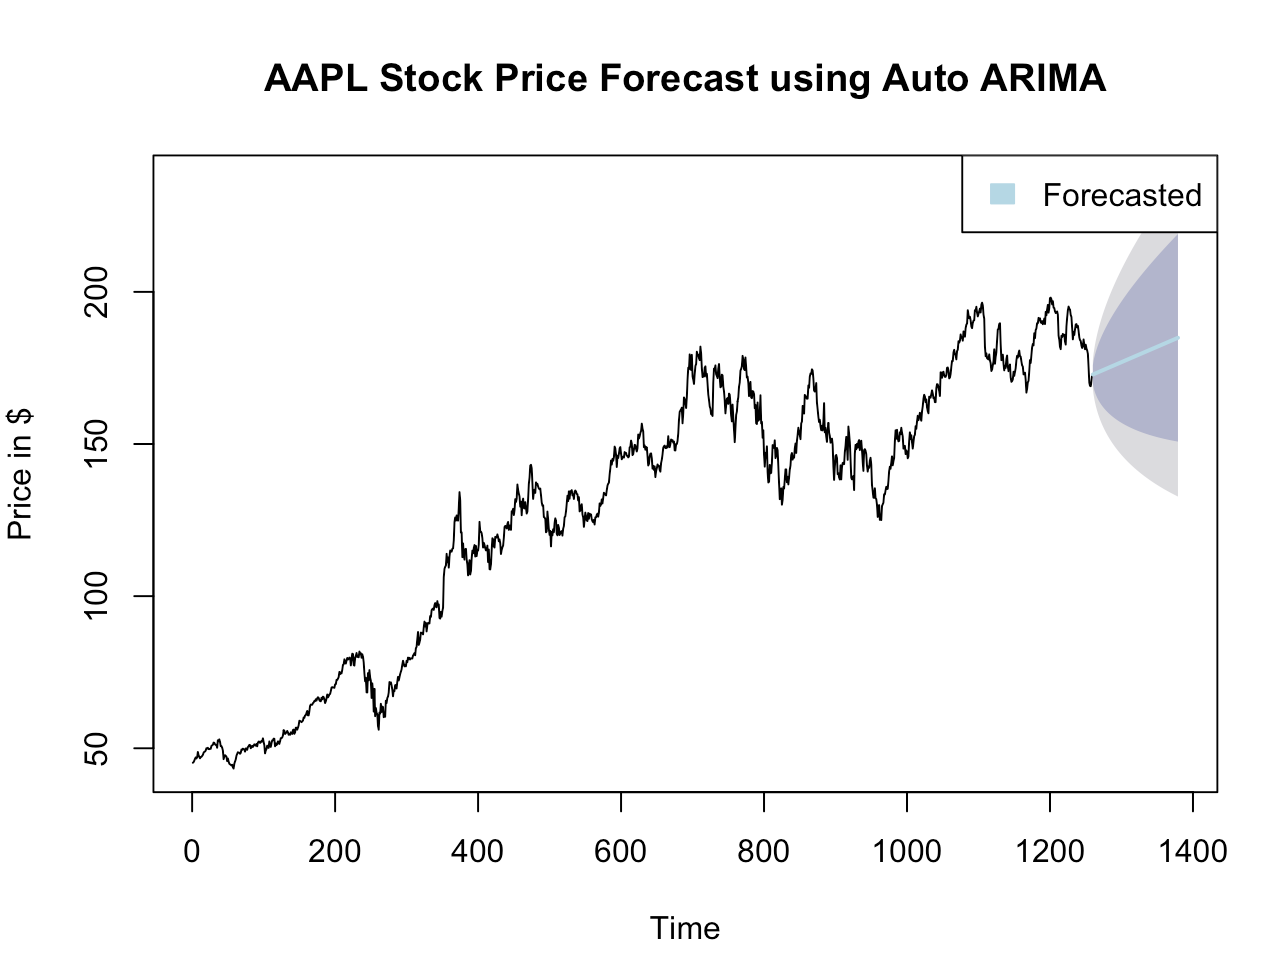 AAPL Stock Price Forecast using Auto ARIMA
Forecasted
Price in $
200
150
100
50
0 200 400 600 800 1000 1200 1400
Time